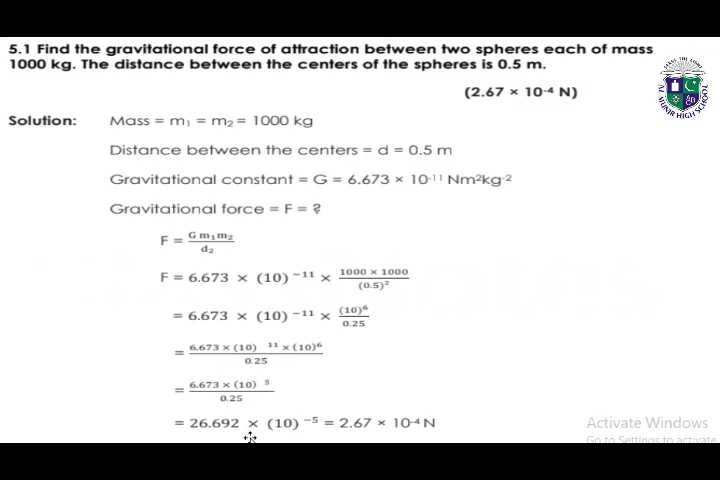 5.1 Find the gravitational force of attraction between two spheres each of mass
1000 kg. The distance between the centers of the spheres is 0.5 m.
(2.67 × 10⁻⁴ N)
Solution: Mass = m₁ = m₂ = 1000 kg
Distance between the centers = d = 0.5 m
Gravitational constant = G = 6.673 × 10⁻¹¹ Nm²kg⁻²
Gravitational force = F = ?
F = G m₁m₂ / d₂
F = 6.673 × (10) ⁻¹¹ × 1000 × 1000 / (0.5)²
= 6.673 × (10) ⁻¹¹ × (10)⁶ / 0.25
= 6.673 × (10) ¹¹ × (10)⁶ / 0.25
= 6.673 × (10) ⁵ / 0.25
= 26.692 × (10) ⁻⁵ = 2.67 × 10⁻⁴ N
Activate Windows
Go to Settings to activate